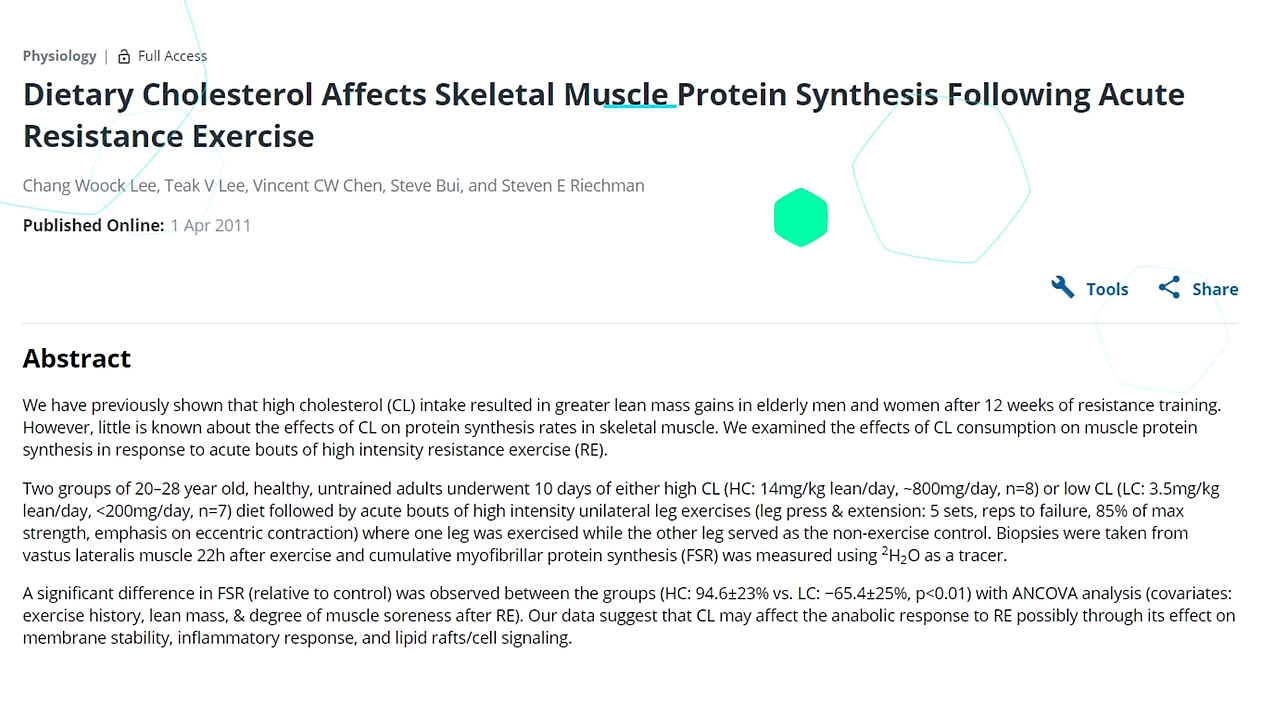 Physiology | Full Access
Dietary Cholesterol Affects Skeletal Muscle Protein Synthesis Following Acute
Resistance Exercise
Chang Woock Lee, Teak V Lee, Vincent CW Chen, Steve Bui, and Steven E Riechman
Published Online: 1 Apr 2011
Tools Share
Abstract
We have previously shown that high cholesterol (CL) intake resulted in greater lean mass gains in elderly men and women after 12 weeks of resistance training.
However, little is known about the effects of CL on protein synthesis rates in skeletal muscle. We examined the effects of CL consumption on muscle protein
synthesis in response to acute bouts of high intensity resistance exercise (RE).
Two groups of 20–28 year old, healthy, untrained adults underwent 10 days of either high CL (HC: 14mg/kg lean/day, ~800mg/day, n=8) or low CL (LC: 3.5mg/kg
lean/day, <200mg/day, n=7) diet followed by acute bouts of high intensity unilateral leg exercises (leg press & extension: 5 sets, reps to failure, 85% of max
strength, emphasis on eccentric contraction) where one leg was exercised while the other leg served as the non-exercise control. Biopsies were taken from
vastus lateralis muscle 22h after exercise and cumulative myofibrillar protein synthesis (FSR) was measured using ²H₂O as a tracer.
A significant difference in FSR (relative to control) was observed between the groups (HC: 94.6±23% vs. LC: −65.4±25%, p<0.01) with ANCOVA analysis (covariates:
exercise history, lean mass, & degree of muscle soreness after RE). Our data suggest that CL may affect the anabolic response to RE possibly through its effect on
membrane stability, inflammatory response, and lipid rafts/cell signaling.